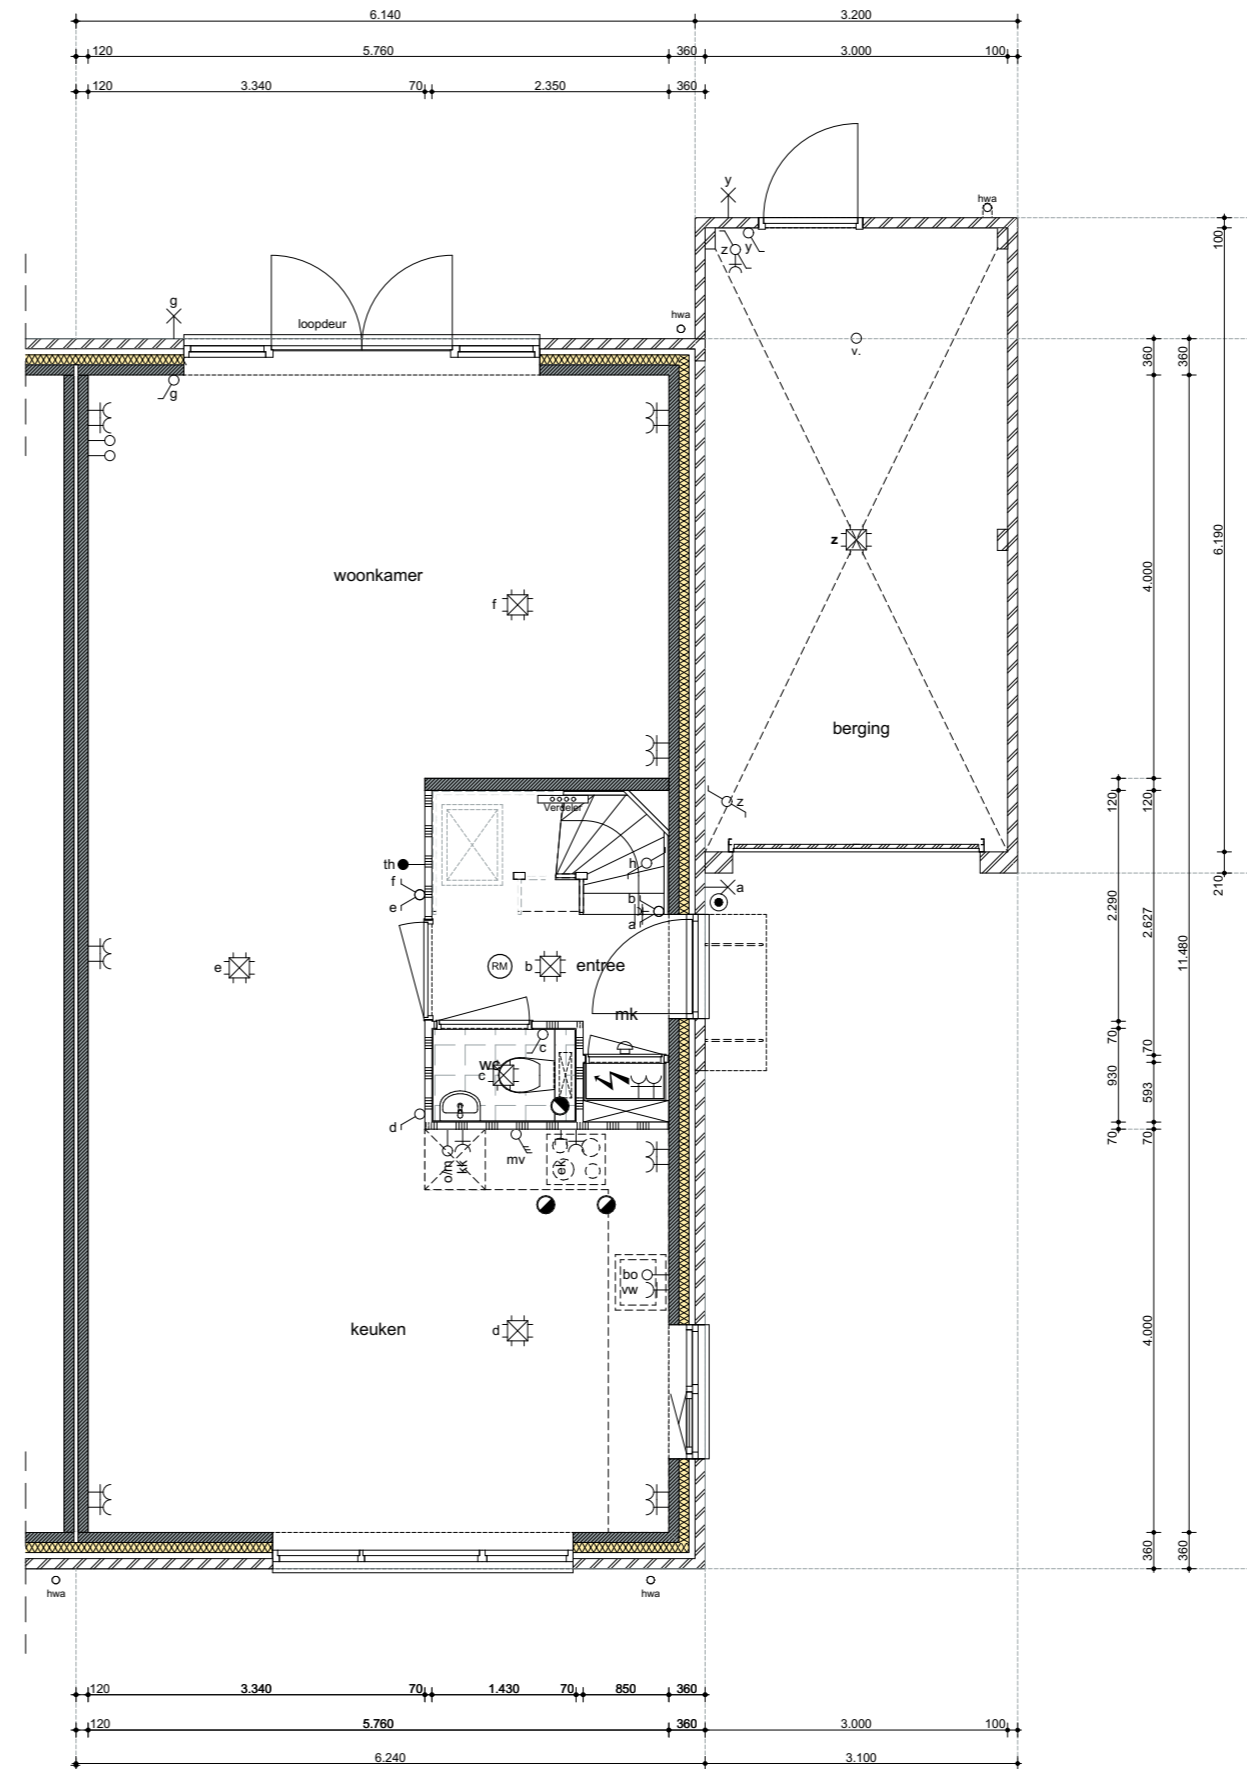 6.140 3.200
120 5.760 360 3.000 100
120 3.340 70 2.350 360
y
hwa
z y
100
g
loopdeur
hwa
v.
360 360
g
woonkamer
f
z
6.190
4.000
berging
Verdeler
z
120 120
th
h
f
e
b
a
a
210
2.290
2.627
11.480
e
RM
b
entree
mk
c
wc
c
70
70
930
593
d
70
70
o/m
kk
mv
ek
bo
vw
keuken
d
4.000
360 360
hwa
hwa
120 3.340 70 1.430 70 850 360
120 5.760 360 3.000 100
6.240 3.100